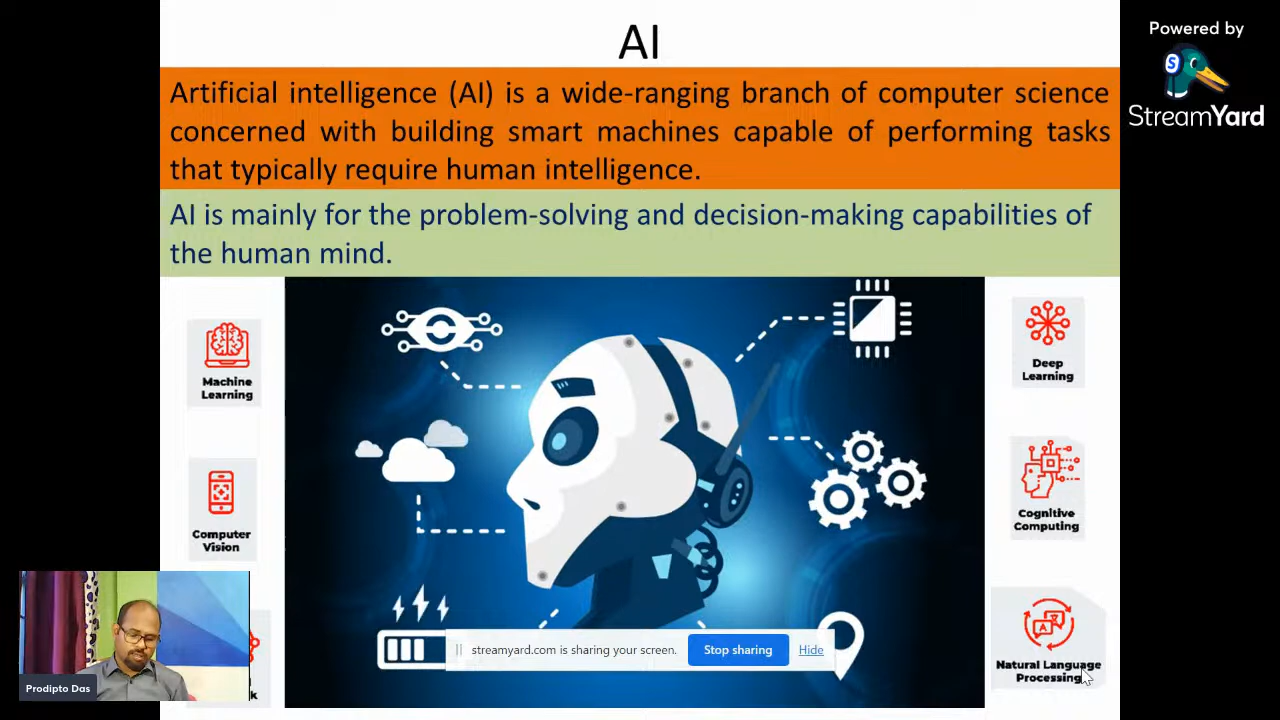 AI
Powered by
StreamYard
Artificial intelligence (AI) is a wide-ranging branch of computer science
concerned with building smart machines capable of performing tasks
that typically require human intelligence.
AI is mainly for the problem-solving and decision-making capabilities of
the human mind.
Machine
Learning
Deep
Learning
Computer
Vision
Cognitive
Computing
Natural Language
Processing
streamyard.com is sharing your screen.
Stop sharing
Hide
Prodipto Das